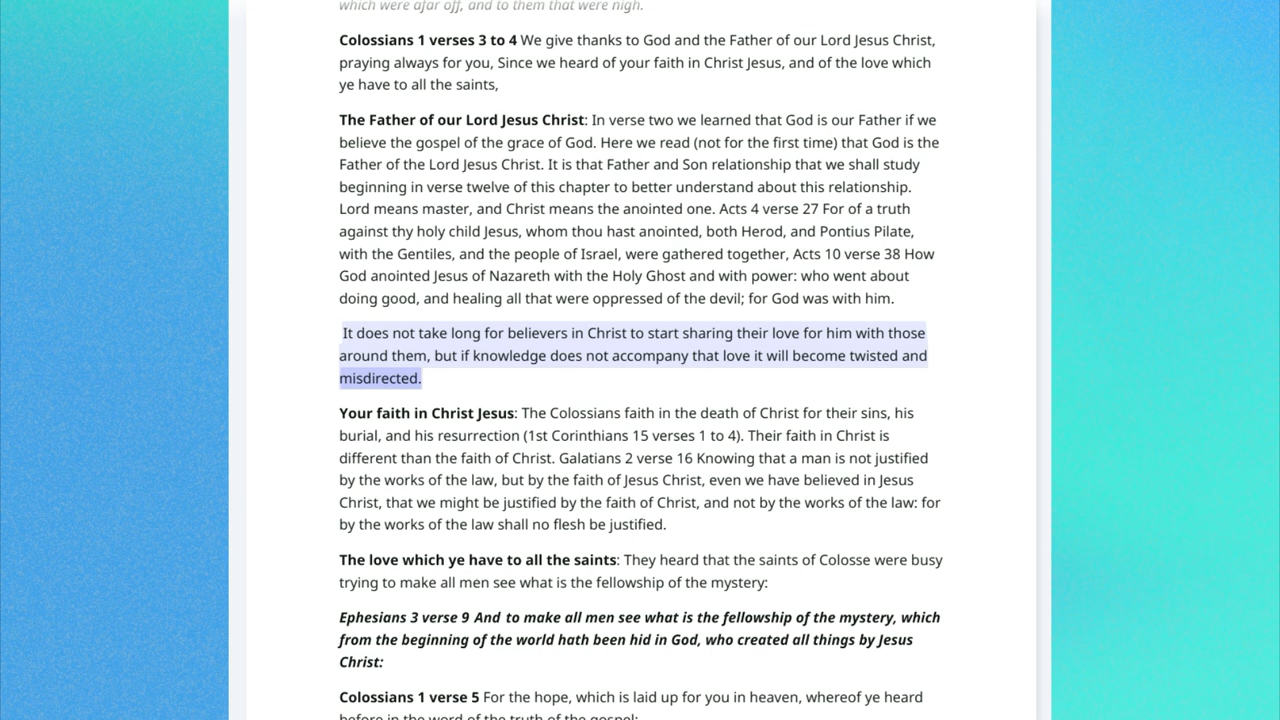 which were afar off, and to them that were nigh.
Colossians 1 verses 3 to 4 We give thanks to God and the Father of our Lord Jesus Christ,
praying always for you, Since we heard of your faith in Christ Jesus, and of the love which
ye have to all the saints,
The Father of our Lord Jesus Christ: In verse two we learned that God is our Father if we
believe the gospel of the grace of God. Here we read (not for the first time) that God is the
Father of the Lord Jesus Christ. It is that Father and Son relationship that we shall study
beginning in verse twelve of this chapter to better understand about this relationship.
Lord means master, and Christ means the anointed one. Acts 4 verse 27 For of a truth
against thy holy child Jesus, whom thou hast anointed, both Herod, and Pontius Pilate,
with the Gentiles, and the people of Israel, were gathered together, Acts 10 verse 38 How
God anointed Jesus of Nazareth with the Holy Ghost and with power: who went about
doing good, and healing all that were oppressed of the devil; for God was with him.
It does not take long for believers in Christ to start sharing their love for him with those
around them, but if knowledge does not accompany that love it will become twisted and
misdirected.
Your faith in Christ Jesus: The Colossians faith in the death of Christ for their sins, his
burial, and his resurrection (1st Corinthians 15 verses 1 to 4). Their faith in Christ is
different than the faith of Christ. Galatians 2 verse 16 Knowing that a man is not justified
by the works of the law, but by the faith of Jesus Christ, even we have believed in Jesus
Christ, that we might be justified by the faith of Christ, and not by the works of the law: for
by the works of the law shall no flesh be justified.
The love which ye have to all the saints: They heard that the saints of Colosse were busy
trying to make all men see what is the fellowship of the mystery:
Ephesians 3 verse 9 And to make all men see what is the fellowship of the mystery, which
from the beginning of the world hath been hid in God, who created all things by Jesus
Christ:
Colossians 1 verse 5 For the hope, which is laid up for you in heaven, whereof ye heard
before in the word of the truth of the gospel;